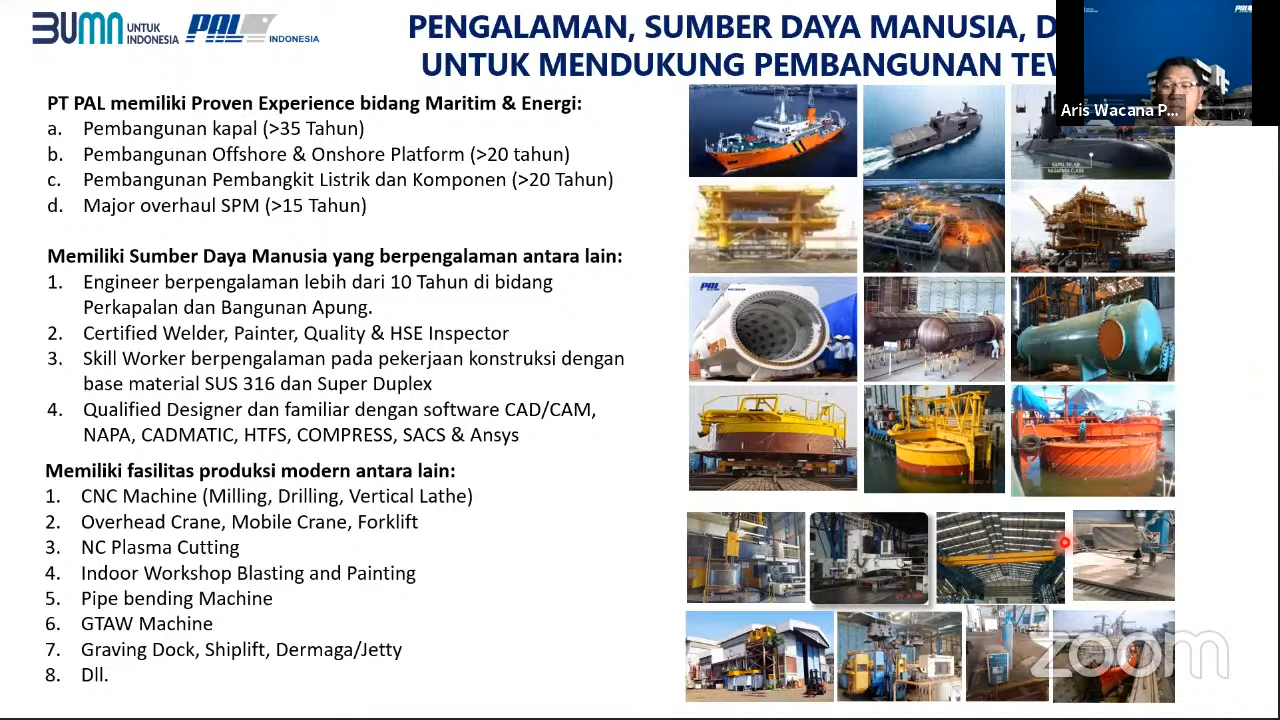 BUMN UNTUK INDONESIA
PAL INDONESIA
PENGALAMAN, SUMBER DAYA MANUSIA, D
UNTUK MENDUKUNG PEMBANGUNAN TEW
Aris Wacana P...
PT PAL memiliki Proven Experience bidang Maritim & Energi:
a. Pembangunan kapal (>35 Tahun)
b. Pembangunan Offshore & Onshore Platform (>20 tahun)
c. Pembangunan Pembangkit Listrik dan Komponen (>20 Tahun)
d. Major overhaul SPM (>15 Tahun)
Memiliki Sumber Daya Manusia yang berpengalaman antara lain:
1. Engineer berpengalaman lebih dari 10 Tahun di bidang
Perkapalan dan Bangunan Apung.
2. Certified Welder, Painter, Quality & HSE Inspector
3. Skill Worker berpengalaman pada pekerjaan konstruksi dengan
base material SUS 316 dan Super Duplex
4. Qualified Designer dan familiar dengan software CAD/CAM,
NAPA, CADMATIC, HTFS, COMPRESS, SACS & Ansys
Memiliki fasilitas produksi modern antara lain:
1. CNC Machine (Milling, Drilling, Vertical Lathe)
2. Overhead Crane, Mobile Crane, Forklift
3. NC Plasma Cutting
4. Indoor Workshop Blasting and Painting
5. Pipe bending Machine
6. GTAW Machine
7. Graving Dock, Shiplift, Dermaga/Jetty
8. Dll.
KAPAL SELAM
NAGAPASA CLASS
PAL
zoom